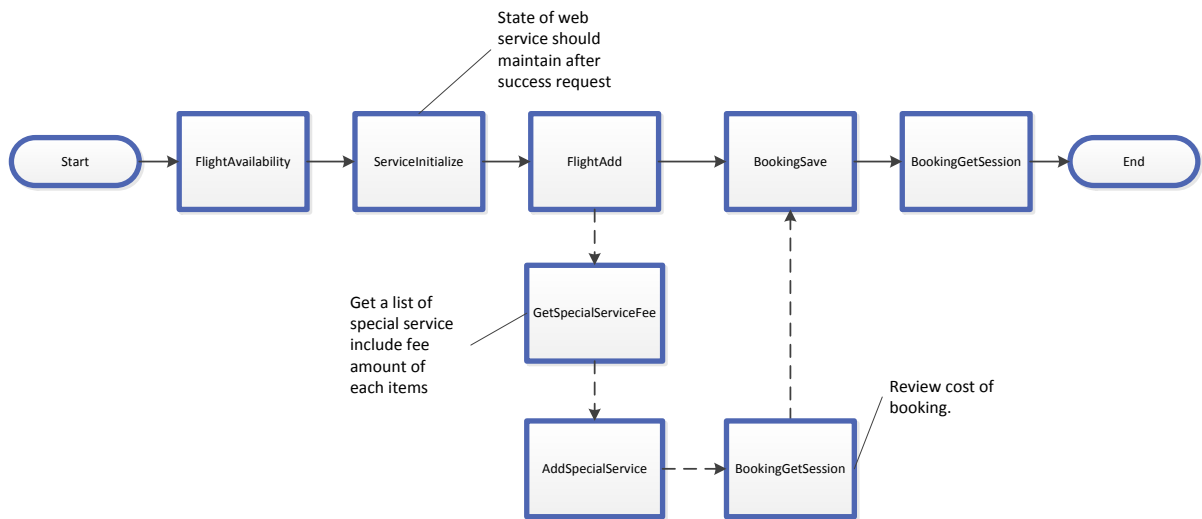 State of web
service should
maintain after
success request
Start
FlightAvailability
ServiceInitialize
FlightAdd
BookingSave
BookingGetSession
End
Get a list of
special service
include fee
amount of
each items
GetSpecialServiceFee
Review cost of
booking.
AddSpecialService
BookingGetSession